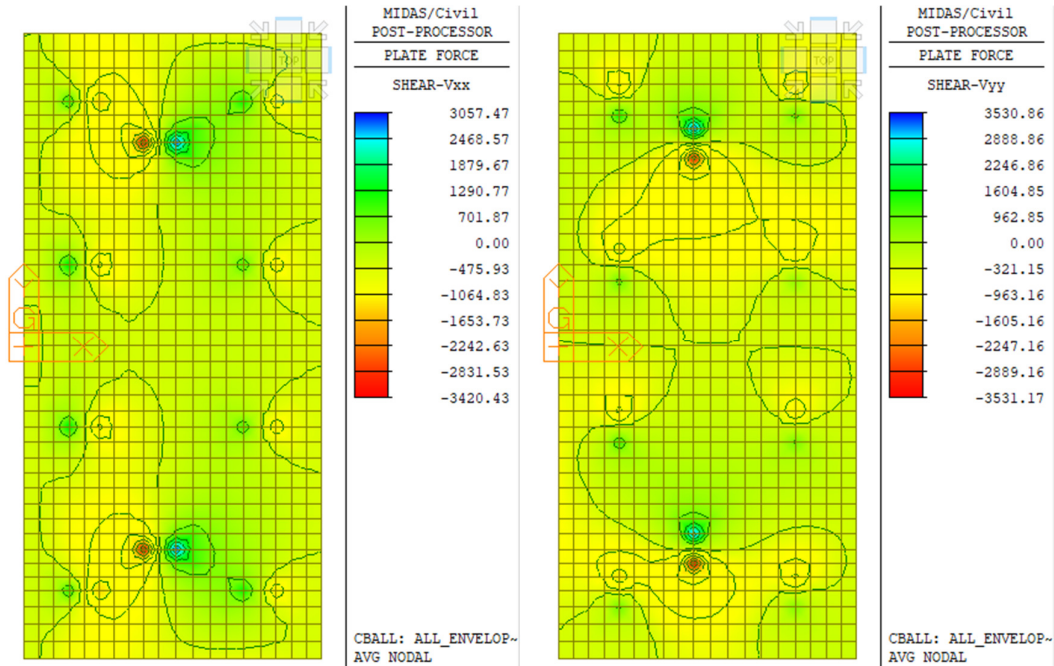 MIDAS/Civil
POST-PROCESSOR
PLATE FORCE
SHEAR-Vxx
3057.47
2468.57
1879.67
1290.77
701.87
0.00
-475.93
-1064.83
-1653.73
-2242.63
-2831.53
-3420.43
CBALL: ALL_ENVELOP~
AVG NODAL
TOP
X
MIDAS/Civil
POST-PROCESSOR
PLATE FORCE
SHEAR-Vyy
3530.86
2888.86
2246.86
1604.85
962.85
0.00
-321.15
-963.16
-1605.16
-2247.16
-2889.16
-3531.17
CBALL: ALL_ENVELOP~
AVG NODAL
TOP
X